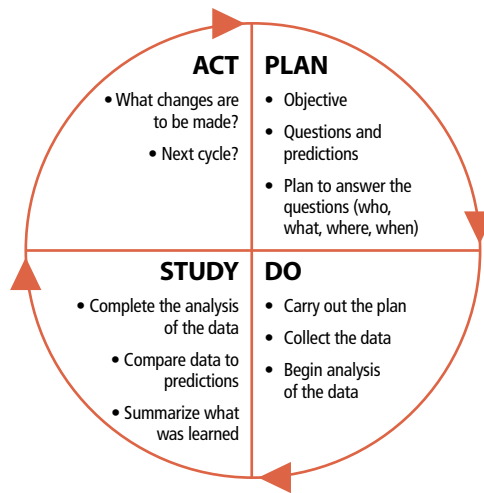 ACT
• What changes are
to be made?
• Next cycle?
PLAN
• Objective
• Questions and
predictions
• Plan to answer the
questions (who,
what, where, when)
STUDY
• Complete the analysis
of the data
• Compare data to
predictions
• Summarize what
was learned
DO
• Carry out the plan
• Collect the data
• Begin analysis
of the data